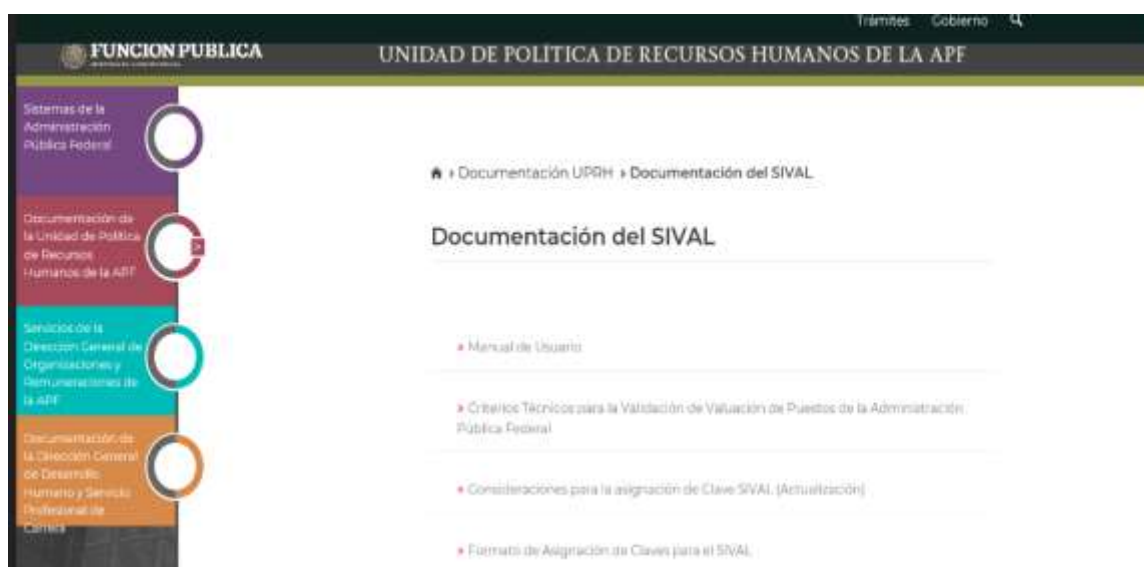 Trámites Gobierno
FUNCIÓN PÚBLICA
UNIDAD DE POLÍTICA DE RECURSOS HUMANOS DE LA APF
Sistemas de la
Administración
Pública Federal
Documentación de
la Unidad de Política
de Recursos
Humanos de la APF
Servicios de la
Dirección General de
Organizaciones y
Remuneraciones de
la APF
Documentación de
la Dirección General
de Desarrollo
Humano y Servicio
Profesional de
Carrera
Documentación UPRH › Documentación del SIVAL
Documentación del SIVAL
Manual de Usuario
Criterios Técnicos para la Validación de Valuación de Puestos de la Administración
Pública Federal
Consideraciones para la asignación de Clave SIVAL (Actualización)
Formato de Asignación de Claves para el SIVAL